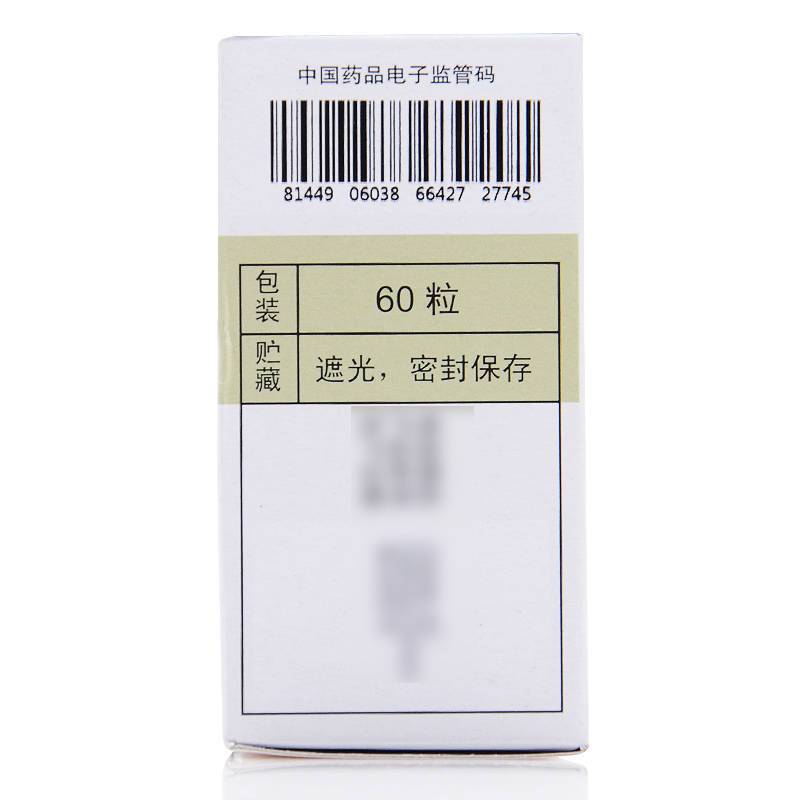 中国药品电子监管码
81449 06038 66427 27745
包装 60粒
贮藏 遮光，密封保存